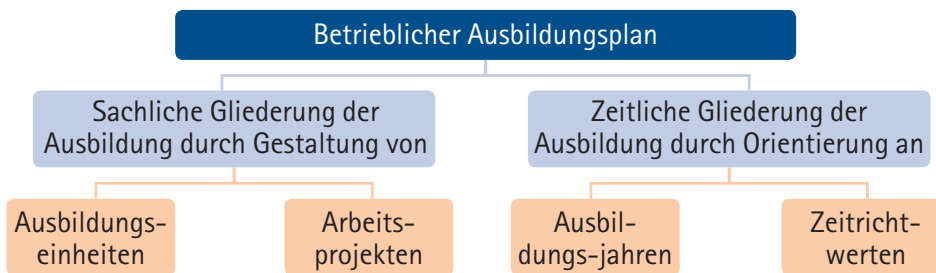 Betrieblicher Ausbildungsplan
Sachliche Gliederung der
Ausbildung durch Gestaltung von
Zeitliche Gliederung der
Ausbildung durch Orientierung an
Ausbildungs-
einheiten
Arbeits-
projekten
Ausbil-
dungs-jahren
Zeitricht-
werten